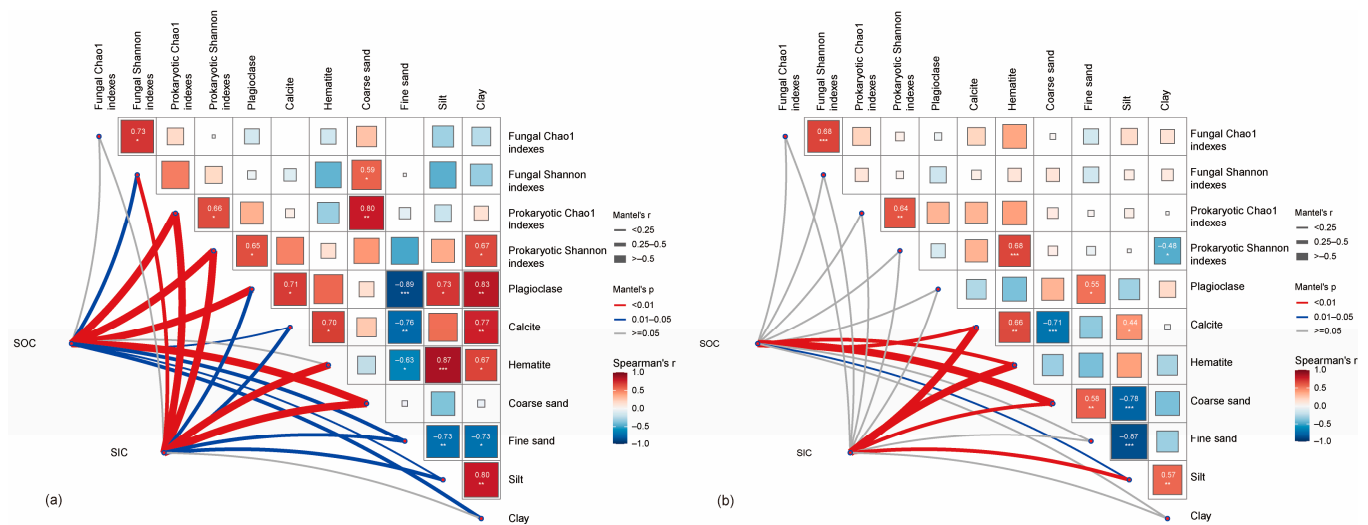 Fungal Chao1
indexes
Fungal Shannon
indexes
Prokaryotic Chao1
indexes
Prokaryotic Shannon
indexes
Plagioclase
Calcite
Hematite
Coarse sand
Fine sand
Silt
Clay
0.73
*
Fungal Chao1
indexes
0.59
*
Fungal Shannon
indexes
0.66
*
0.80
**
Prokaryotic Chao1
indexes
0.65
*
0.67
*
Prokaryotic Shannon
indexes
0.71
*
−0.89
***
0.73
*
0.83
**
Plagioclase
0.70
*
−0.76
**
0.77
**
Calcite
−0.63
*
0.87
***
0.67
*
Hematite
Coarse sand
−0.73
**
−0.73
*
Fine sand
0.80
**
Silt
Clay
SOC
SIC
(a)
Mantel's r
<0.25
0.25–0.5
>–0.5
Mantel's p
<0.01
0.01–0.05
>=0.05
Spearman's r
1.0
0.5
0.0
−0.5
−1.0
Fungal Chao1
indexes
Fungal Shannon
indexes
Prokaryotic Chao1
indexes
Prokaryotic Shannon
indexes
Plagioclase
Calcite
Hematite
Coarse sand
Fine sand
Silt
Clay
0.68
***
Fungal Chao1
indexes
Fungal Shannon
indexes
0.64
**
Prokaryotic Chao1
indexes
0.68
***
−0.48
*
Prokaryotic Shannon
indexes
0.55
*
Plagioclase
0.66
**
−0.71
***
0.44
*
Calcite
Hematite
0.58
**
−0.78
***
Coarse sand
−0.87
***
Fine sand
0.57
**
Silt
Clay
SOC
SIC
(b)
Mantel's r
<0.25
0.25–0.5
>–0.5
Mantel's p
<0.01
0.01–0.05
>=0.05
Spearman's r
1.0
0.5
0.0
−0.5
−1.0